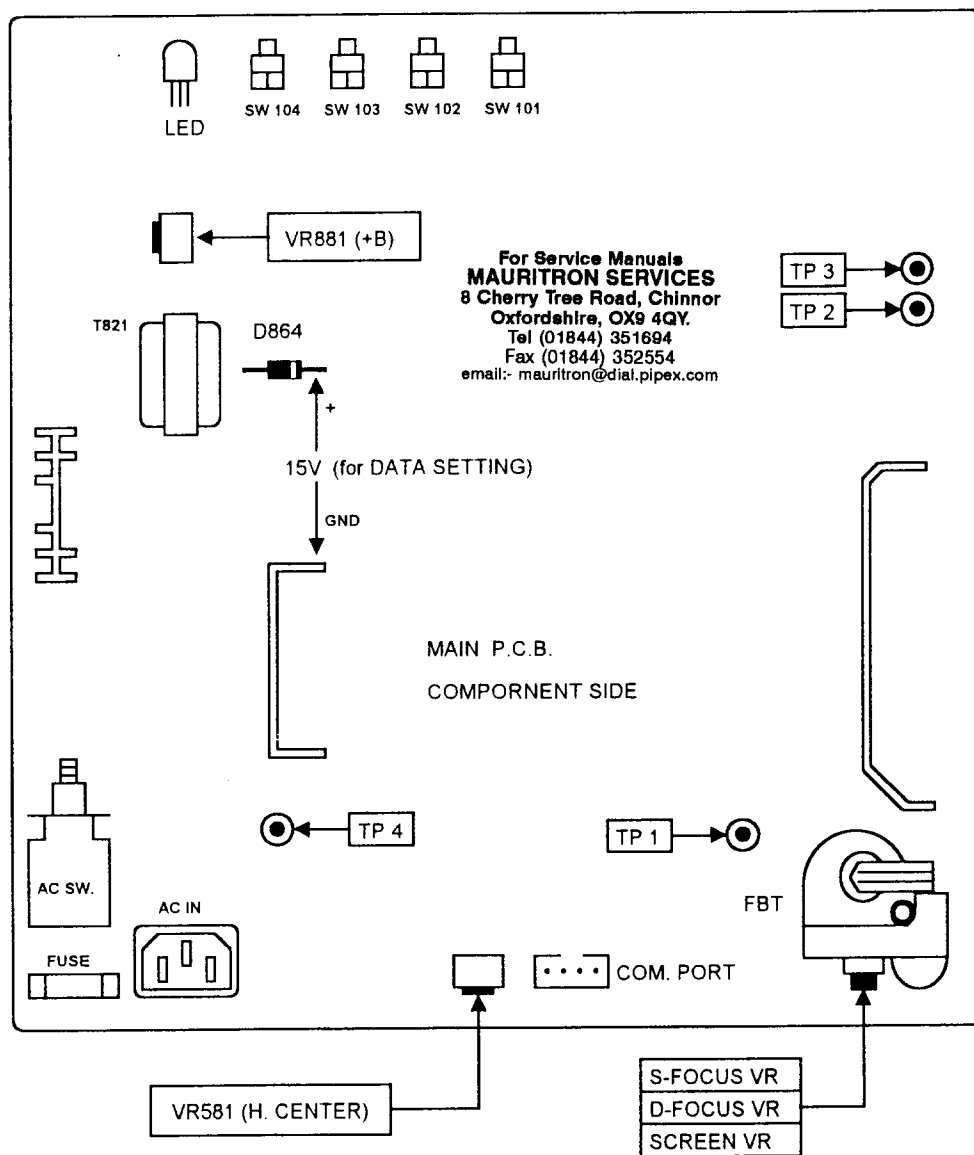 LED
SW 104
SW 103
SW 102
SW 101
VR881 (+B)
For Service Manuals
MAURITRON SERVICES
8 Cherry Tree Road, Chinnor
Oxfordshire, OX9 4QY.
Tel (01844) 351694
Fax (01844) 352554
email:- mauritron@dial.pipex.com
TP 3
TP 2
T821
D864
+
15V (for DATA SETTING)
GND
MAIN P.C.B.
COMPORNENT SIDE
TP 4
TP 1
AC SW.
AC IN
FBT
FUSE
COM. PORT
VR581 (H. CENTER)
S-FOCUS VR
D-FOCUS VR
SCREEN VR